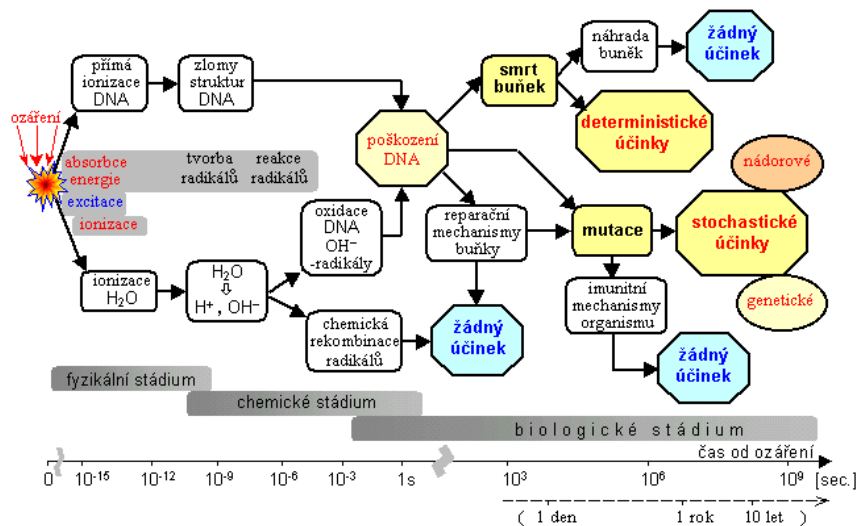 přímá
ionizace
DNA
zlomy
struktur
DNA
smrt
buňek
náhrada
buněk
žádný
účinek
ozáření
absorbce
energie
excitace
ionizace
tvorba
radikálů
reakce
radikálů
poškození
DNA
deterministické
účinky
nádorové
oxidace
DNA
OH⁻
-radikály
reparační
mechanismy
buňky
mutace
stochastické
účinky
genetické
ionizace
H₂O
H₂O
⇩
H⁺ , OH⁻
chemická
rekombinace
radikálů
žádný
účinek
imunitní
mechanismy
organismu
žádný
účinek
fyzikální stádium
chemické stádium
biologické stádium
čas od ozáření
0 10⁻¹⁵ 10⁻¹² 10⁻⁹ 10⁻⁶ 10⁻³ 1s 10³ 10⁶ 10⁹ [sec.]
( 1 den 1 rok 10 let )